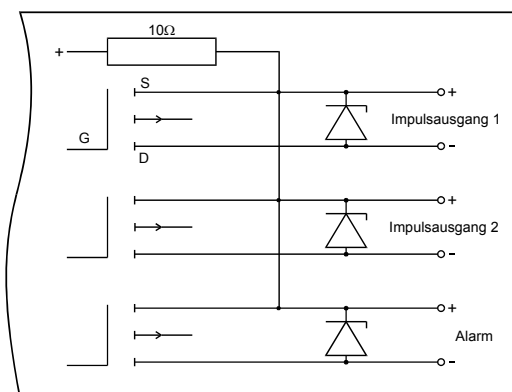 10Ω
+
S
+
G
Impulsausgang 1
D
-
+
Impulsausgang 2
-
+
Alarm
-